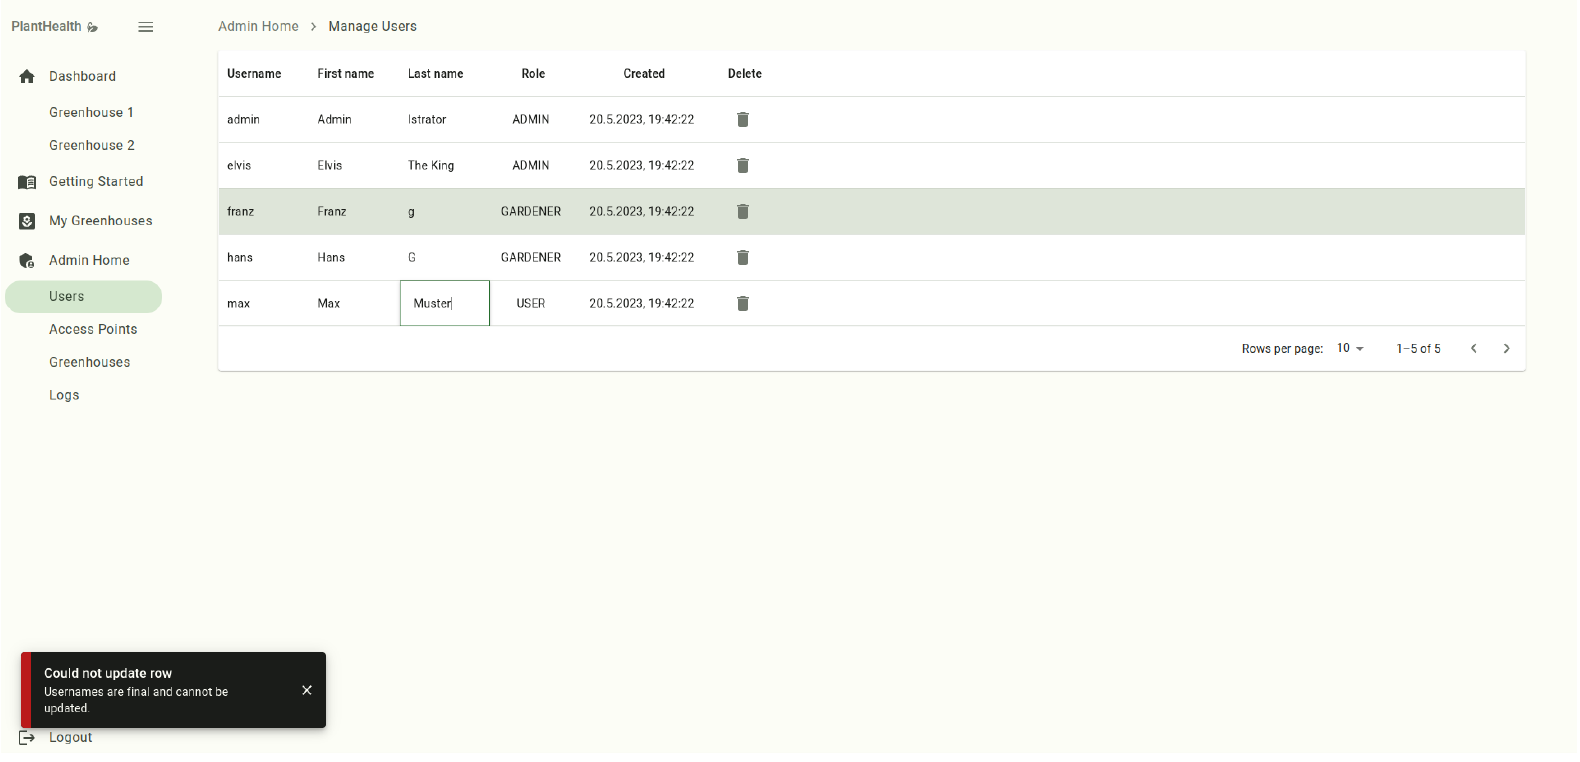 PlantHealth
Admin Home > Manage Users
Dashboard
Greenhouse 1
Greenhouse 2
Getting Started
My Greenhouses
Admin Home
Users
Access Points
Greenhouses
Logs
Username First name Last name Role Created Delete
admin Admin Istrator ADMIN 20.5.2023, 19:42:22
elvis Elvis The King ADMIN 20.5.2023, 19:42:22
franz Franz g GARDENER 20.5.2023, 19:42:22
hans Hans G GARDENER 20.5.2023, 19:42:22
max Max Muster USER 20.5.2023, 19:42:22
Rows per page: 10 1–5 of 5
Could not update row
Usernames are final and cannot be
updated.
Logout